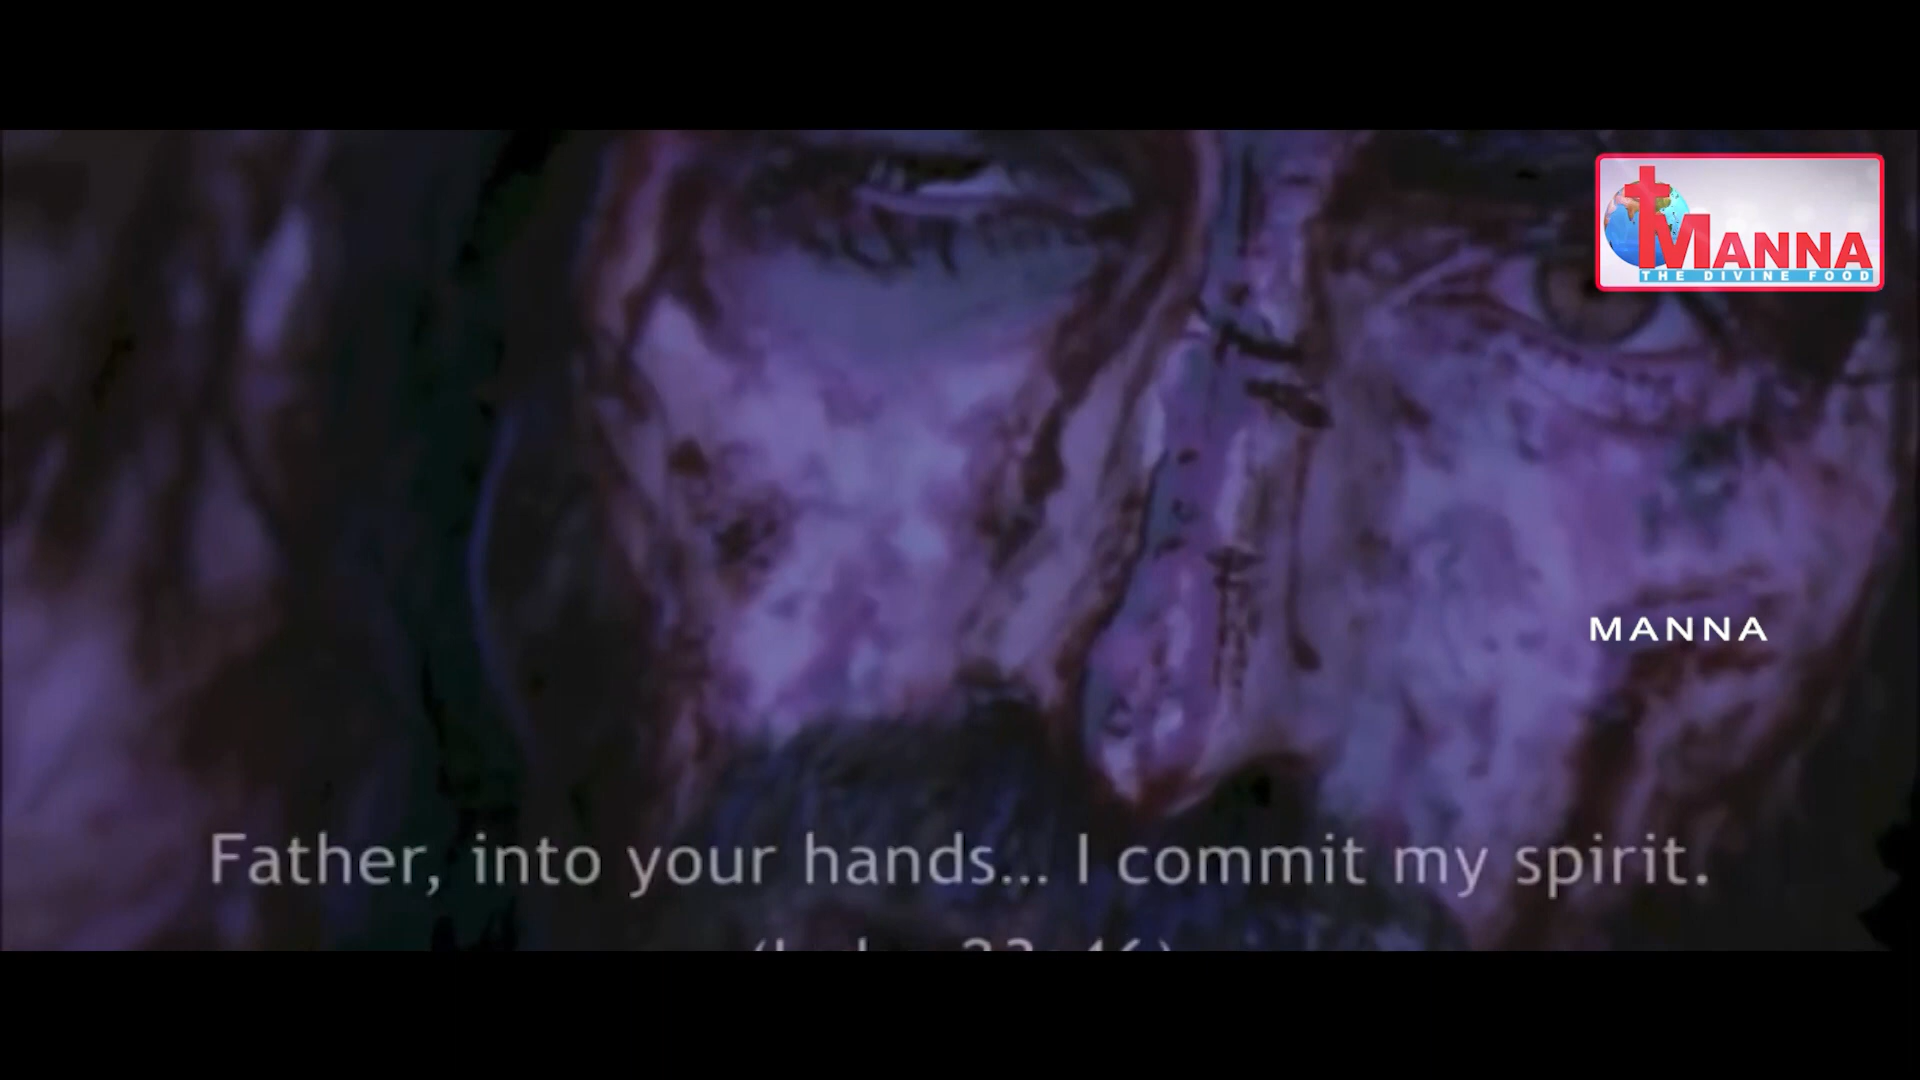 MANNA
THE DIVINE FOOD
MANNA
Father, into your hands... I commit my spirit.